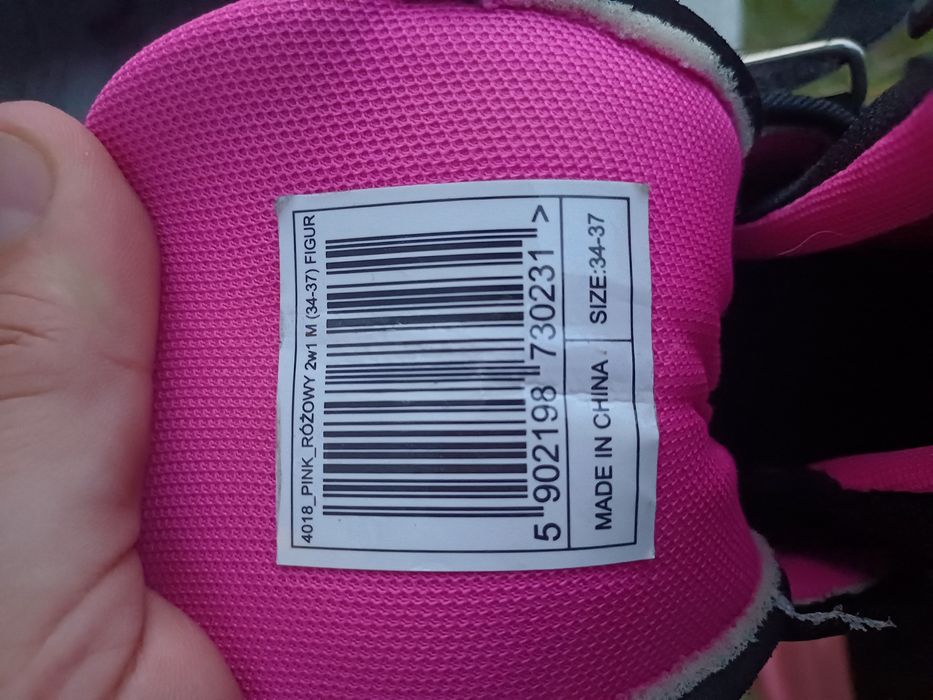 4018_PINK_RÓŻOWY 2w1 M (34-37) FIGUR
5 902198 730231 >
MADE IN CHINA
SIZE:34-37